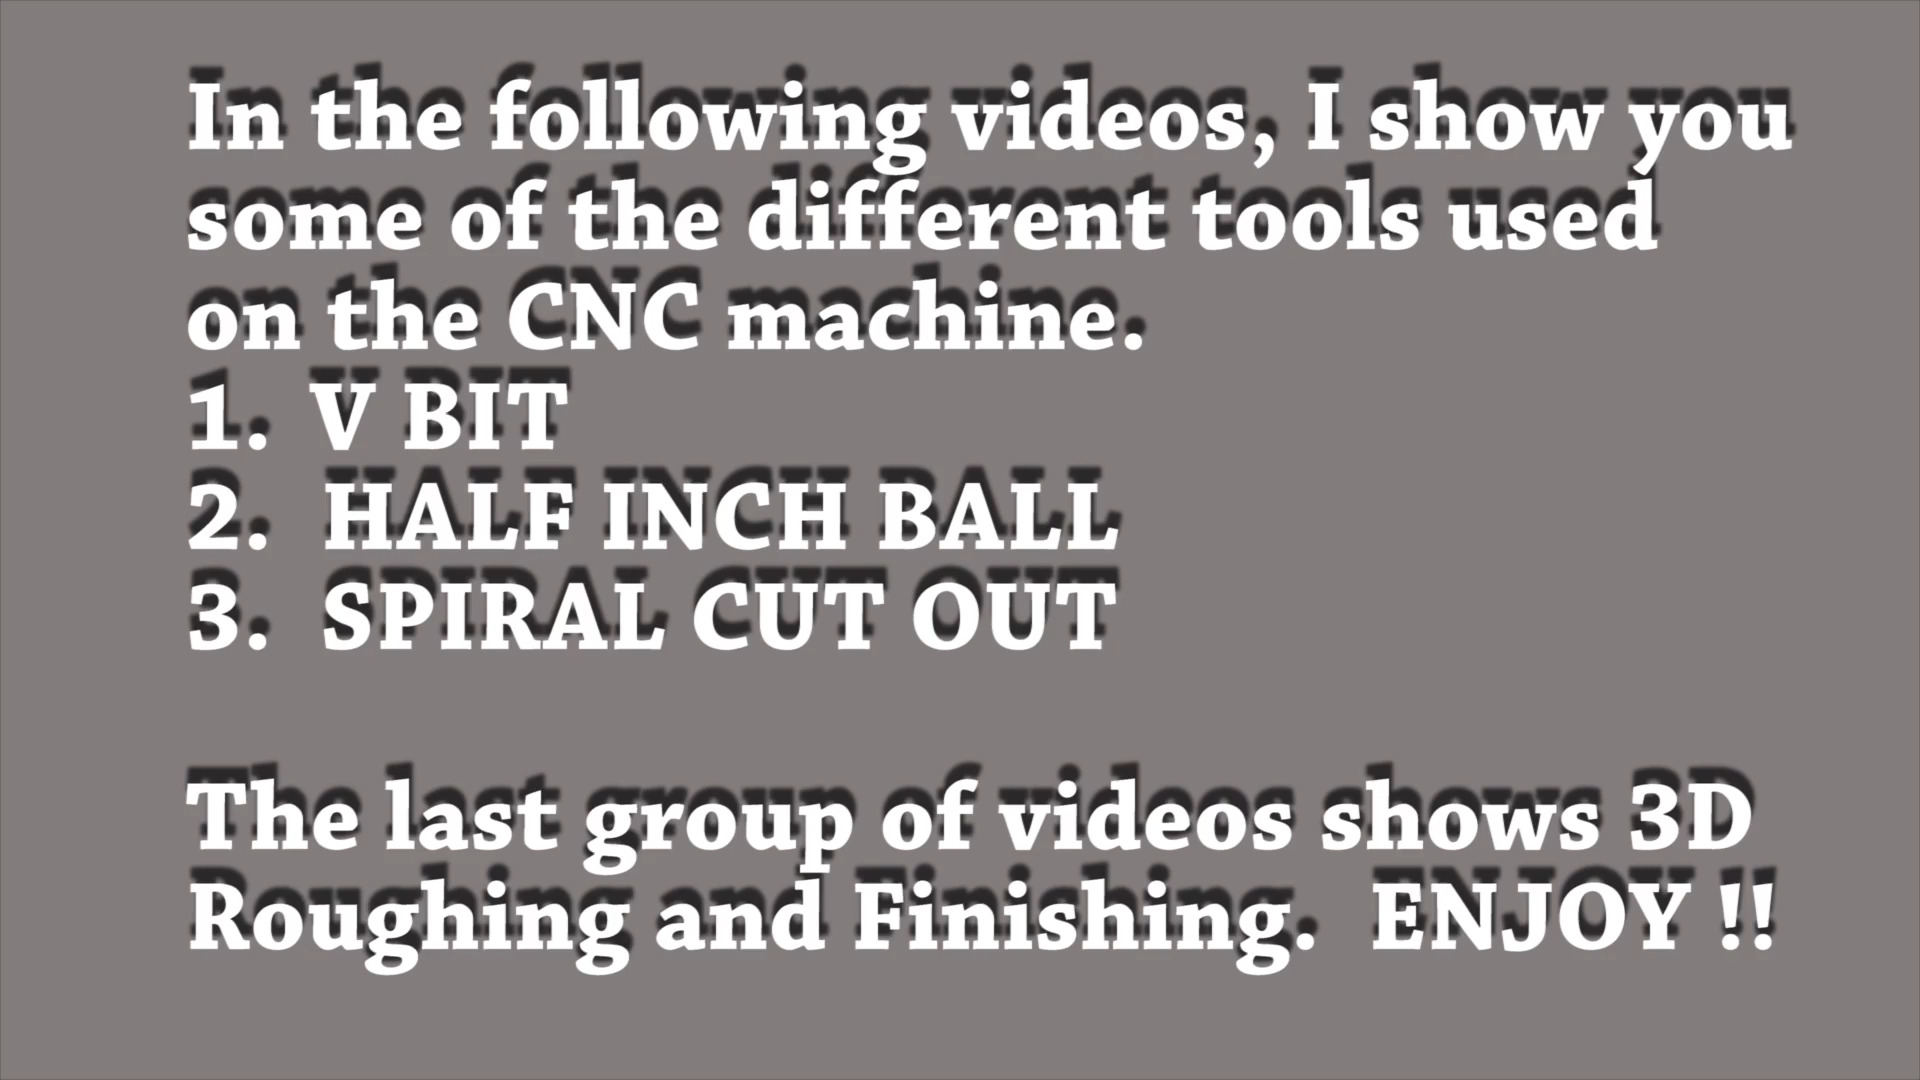 In the following videos, I show you
some of the different tools used
on the CNC machine.
1. V BIT
2. HALF INCH BALL
3. SPIRAL CUT OUT
The last group of videos shows 3D
Roughing and Finishing. ENJOY !!